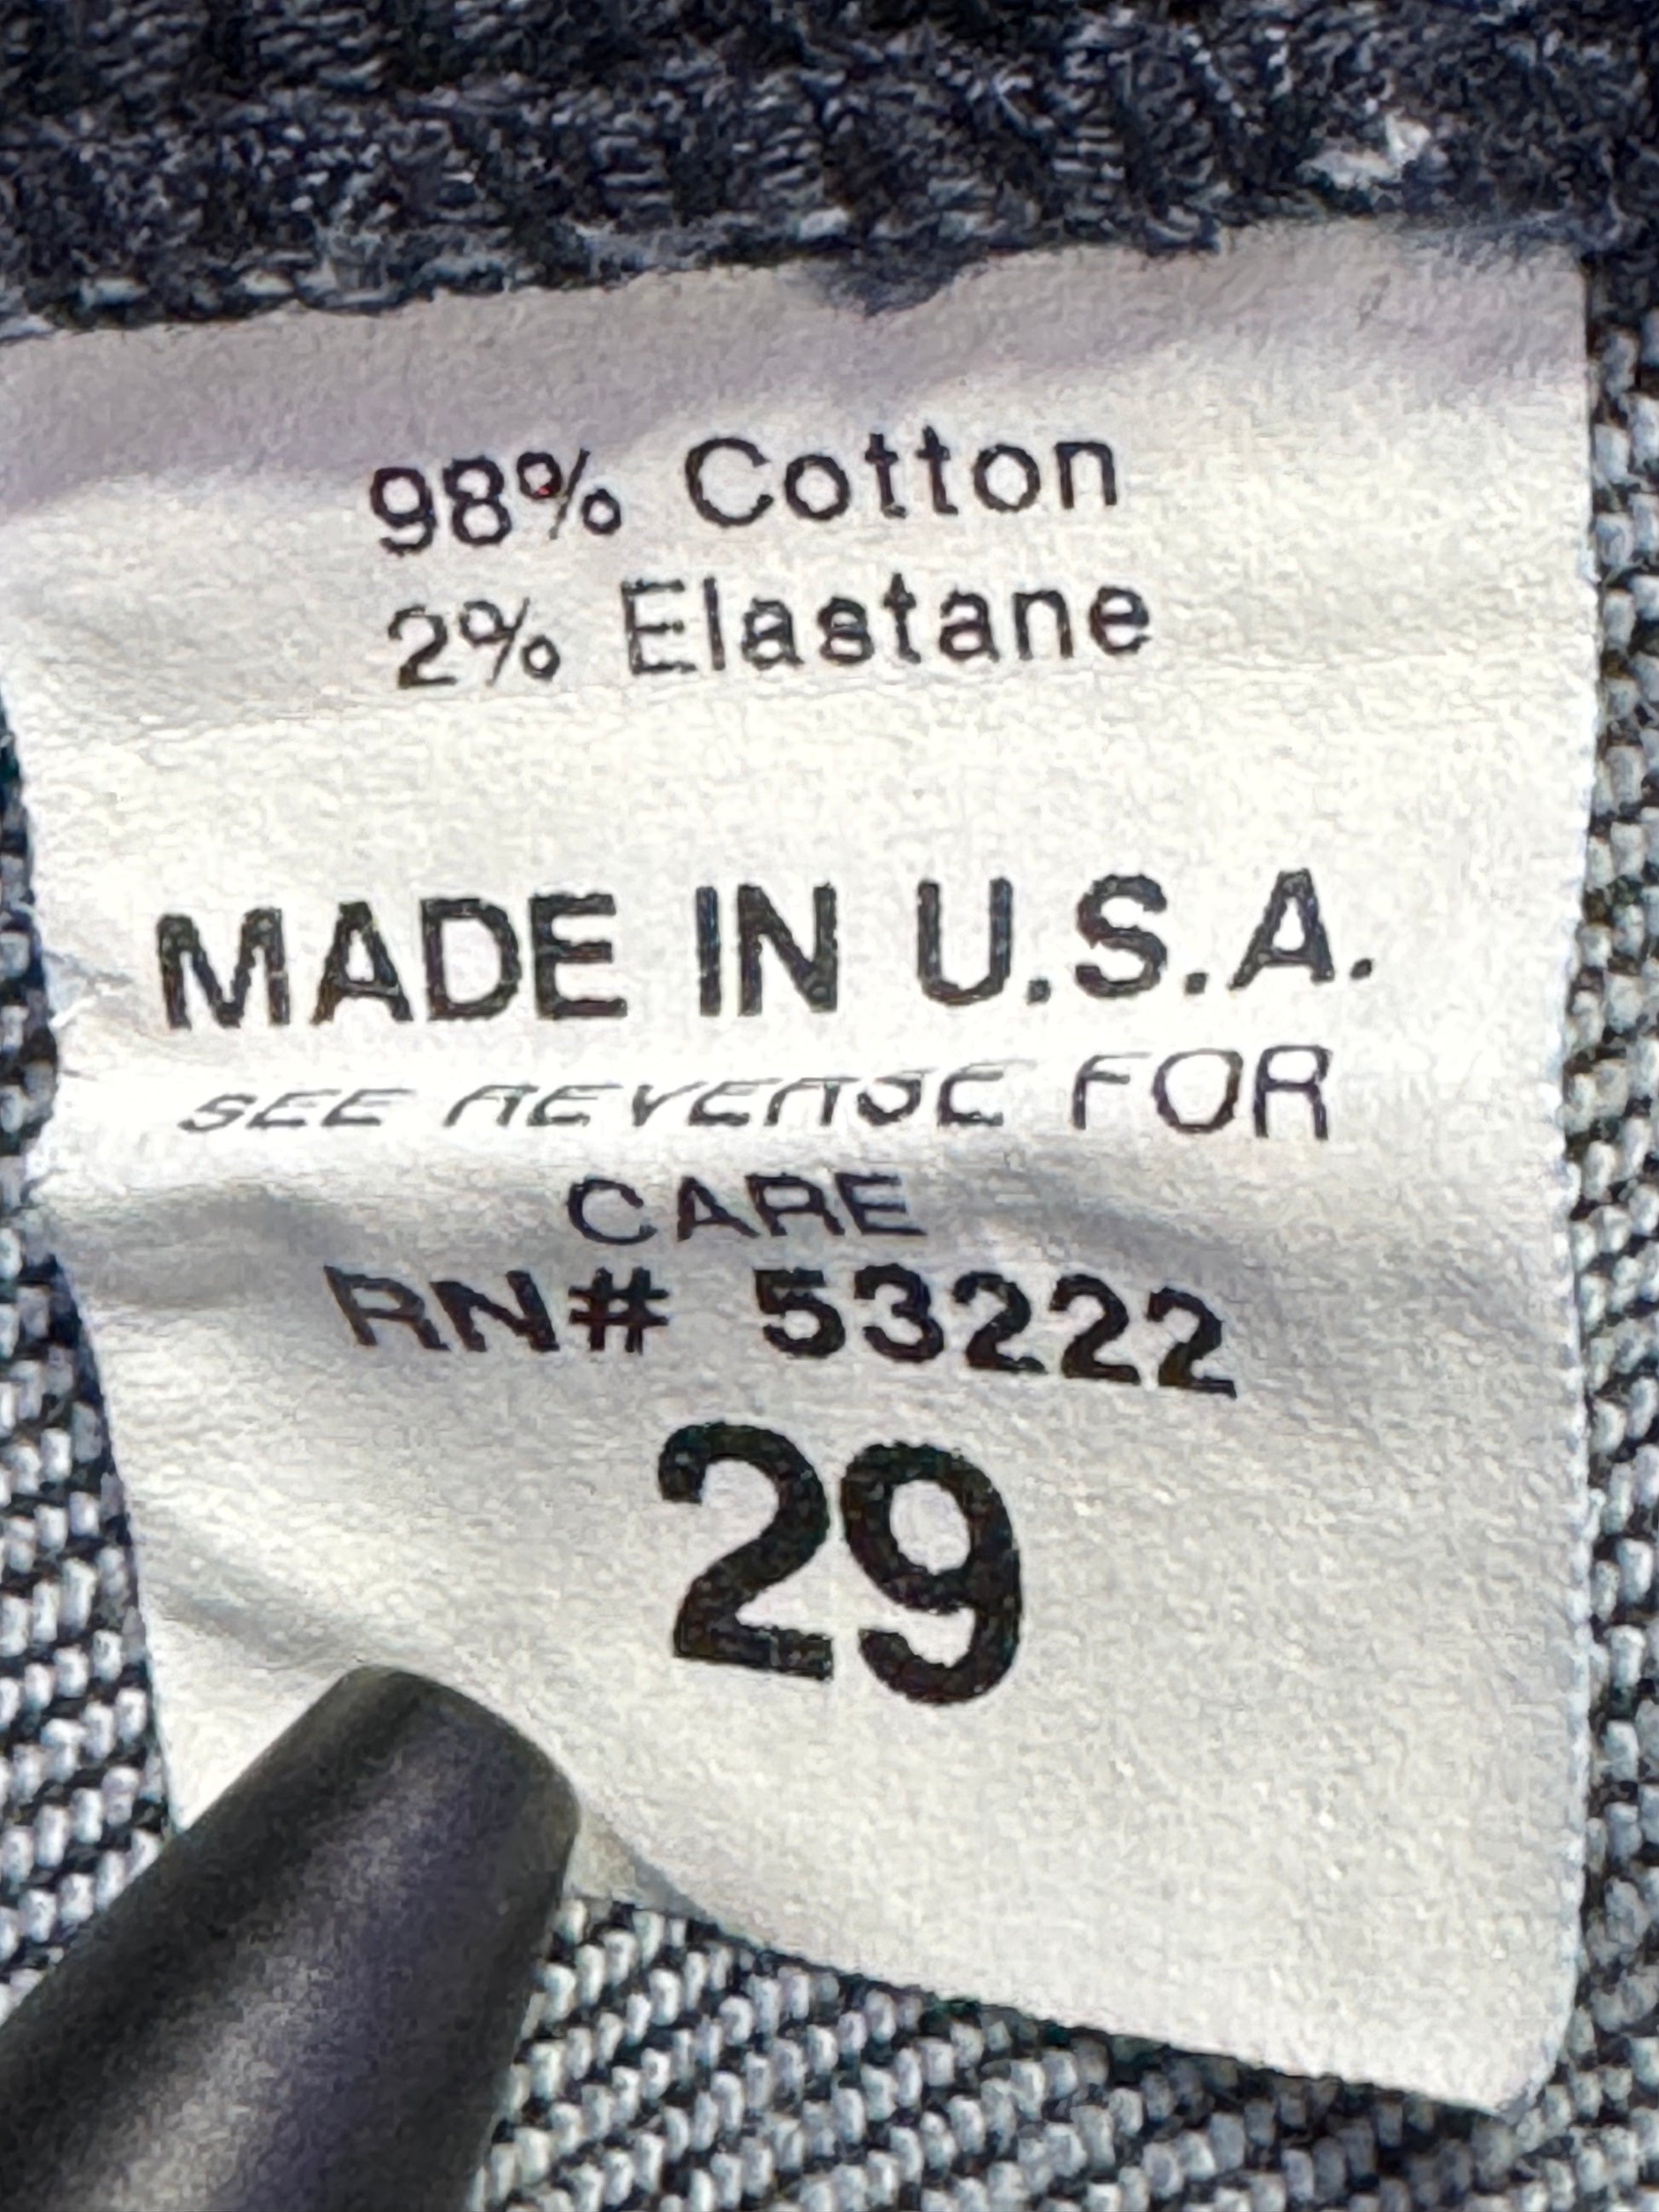 98% Cotton
2% Elastane
MADE IN U.S.A.
SEE REVERSE FOR
CARE
RN# 53222
29